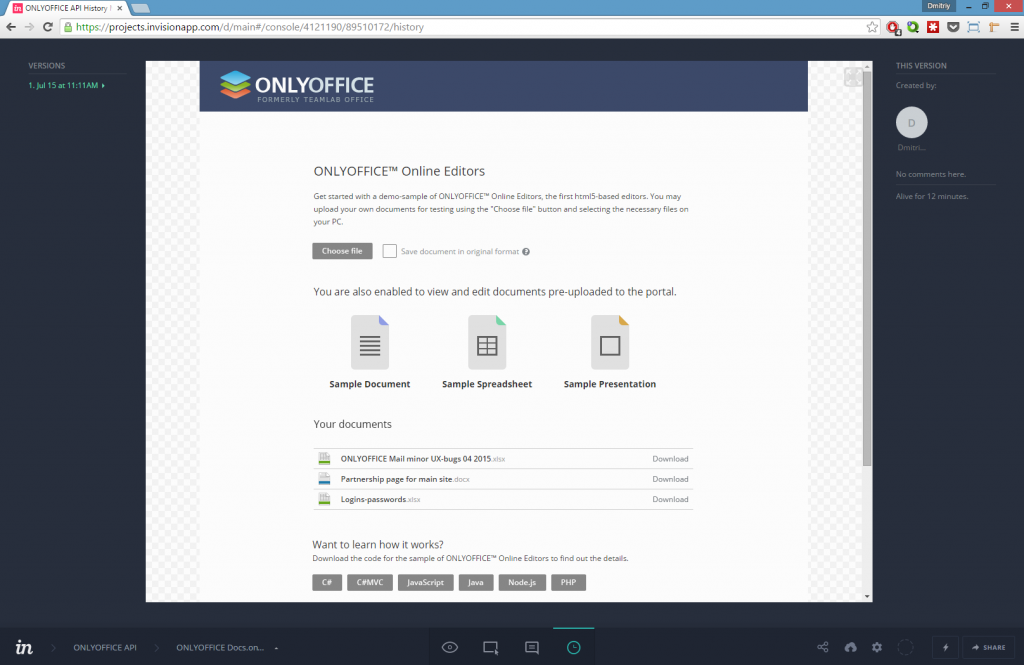 ONLYOFFICE API History
Dmitriy
https://projects.invisionapp.com/d/main#/console/4121190/89510172/history
4
VERSIONS
1. Jul 15 at 11:11AM
ONLYOFFICE
FORMERLY TEAMLAB OFFICE
ONLYOFFICE™ Online Editors
Get started with a demo-sample of ONLYOFFICE™ Online Editors, the first html5-based editors. You may
upload your own documents for testing using the "Choose file" button and selecting the necessary files on
your PC.
Choose file
Save document in original format ?
You are also enabled to view and edit documents pre-uploaded to the portal.
Sample Document
Sample Spreadsheet
Sample Presentation
Your documents
ONLYOFFICE Mail minor UX-bugs 04 2015.xlsx Download
Partnership page for main site.docx Download
Logins-passwords.xlsx Download
Want to learn how it works?
Download the code for the sample of ONLYOFFICE™ Online Editors to find out the details.
C# C#MVC JavaScript Java Node.js PHP
THIS VERSION
Created by:
D
Dmitri...
No comments here.
Alive for 12 minutes.
in
ONLYOFFICE API
ONLYOFFICE Docs.on...
SHARE